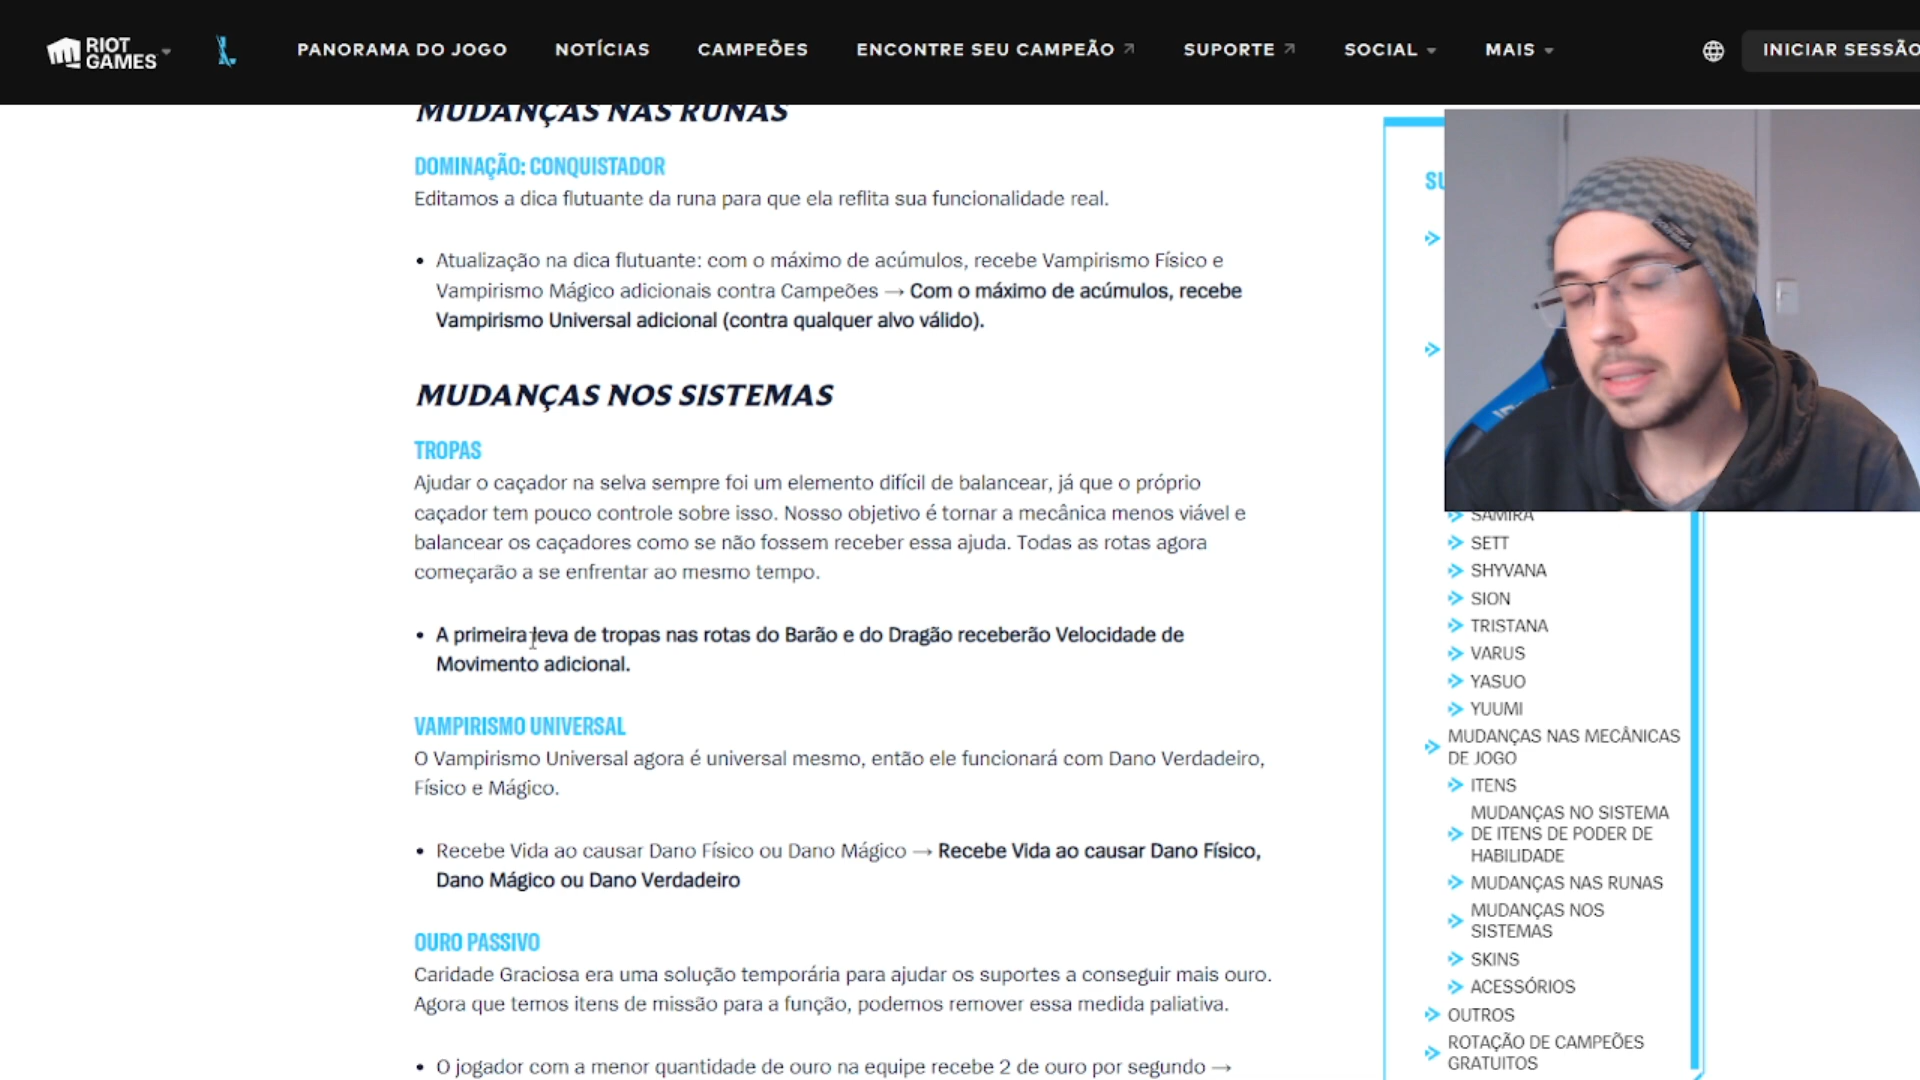 RIOT GAMES
PANORAMA DO JOGO
NOTÍCIAS
CAMPEÕES
ENCONTRE SEU CAMPEÃO
SUPORTE
SOCIAL
MAIS
INICIAR SESSÃO
MUDANÇAS NAS RUNAS
DOMINAÇÃO: CONQUISTADOR
Editamos a dica flutuante da runa para que ela reflita sua funcionalidade real.
• Atualização na dica flutuante: com o máximo de acúmulos, recebe Vampirismo Físico e
Vampirismo Mágico adicionais contra Campeões → Com o máximo de acúmulos, recebe
Vampirismo Universal adicional (contra qualquer alvo válido).
MUDANÇAS NOS SISTEMAS
TROPAS
Ajudar o caçador na selva sempre foi um elemento difícil de balancear, já que o próprio
caçador tem pouco controle sobre isso. Nosso objetivo é tornar a mecânica menos viável e
balancear os caçadores como se não fossem receber essa ajuda. Todas as rotas agora
começarão a se enfrentar ao mesmo tempo.
• A primeira leva de tropas nas rotas do Barão e do Dragão receberão Velocidade de
Movimento adicional.
VAMPIRISMO UNIVERSAL
O Vampirismo Universal agora é universal mesmo, então ele funcionará com Dano Verdadeiro,
Físico e Mágico.
• Recebe Vida ao causar Dano Físico ou Dano Mágico → Recebe Vida ao causar Dano Físico,
Dano Mágico ou Dano Verdadeiro
OURO PASSIVO
Caridade Graciosa era uma solução temporária para ajudar os suportes a conseguir mais ouro.
Agora que temos itens de missão para a função, podemos remover essa medida paliativa.
• O jogador com a menor quantidade de ouro na equipe recebe 2 de ouro por segundo →
SU
SAMIRA
SETT
SHYVANA
SION
TRISTANA
VARUS
YASUO
YUUMI
MUDANÇAS NAS MECÂNICAS
DE JOGO
ITENS
MUDANÇAS NO SISTEMA
DE ITENS DE PODER DE
HABILIDADE
MUDANÇAS NAS RUNAS
MUDANÇAS NOS
SISTEMAS
SKINS
ACESSÓRIOS
OUTROS
ROTAÇÃO DE CAMPEÕES
GRATUITOS